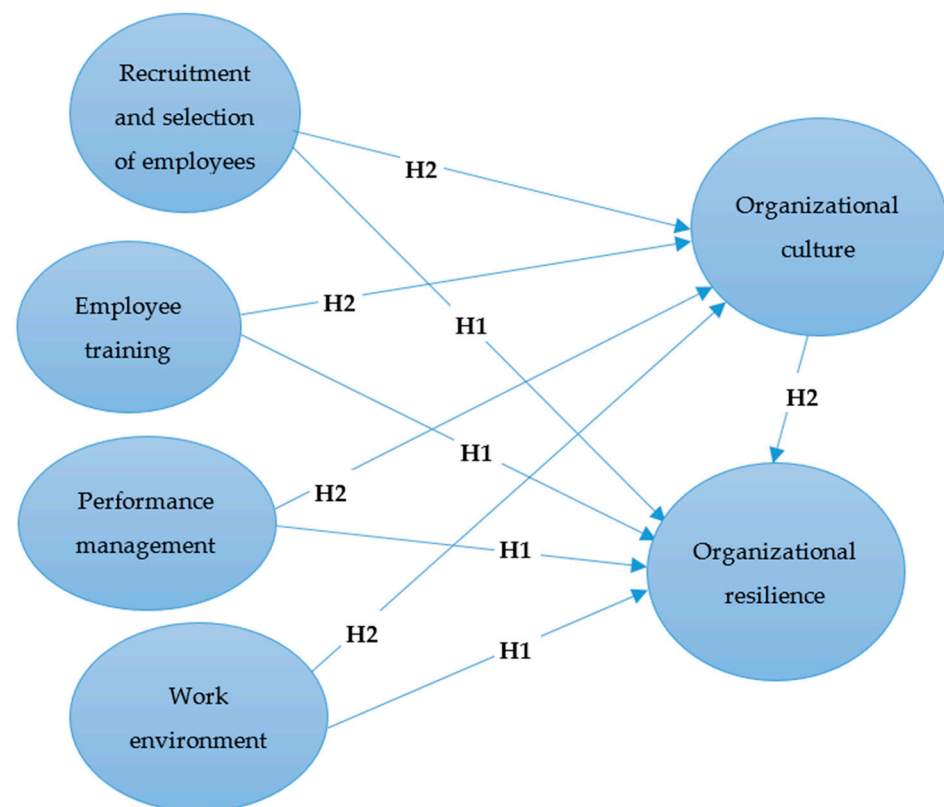 Recruitment
and selection
of employees
H2
Organizational
culture
Employee
training
H2
H1
H2
H1
Performance
management
H2
H1
Organizational
resilience
H2
H1
Work
environment